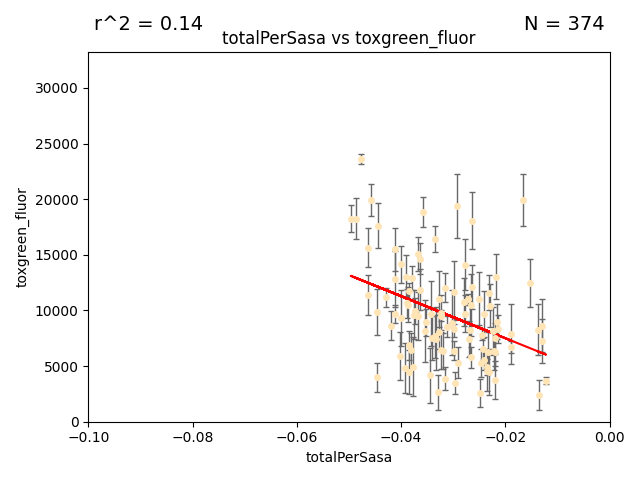 r^2 = 0.14
N = 374
totalPerSasa vs toxgreen_fluor
30000
25000
20000
15000
10000
5000
0
toxgreen_fluor
−0.10
−0.08
−0.06
−0.04
−0.02
0.00
totalPerSasa